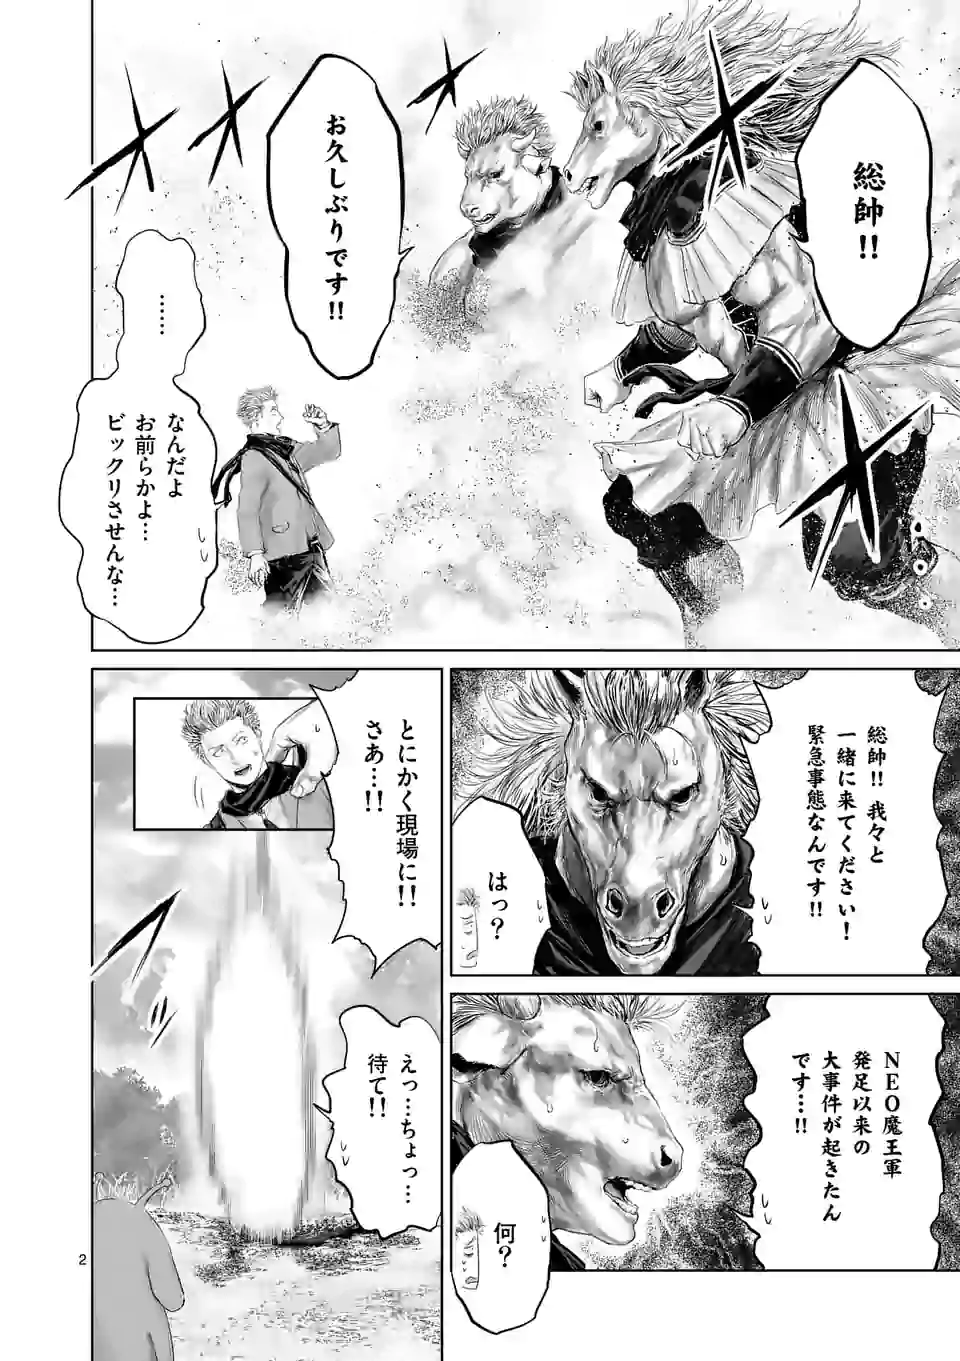 総帥!!
お久しぶりです!!
……
なんだよ
お前らかよ…
ビックリさせんな…
総帥!! 我々と
一緒に来てください！
緊急事態なんです!!
はっ？
NEO魔王軍
発足以来の
大事件が起きたん
です…!!
何？
とにかく現場に!!
さあ…!!
えっ…ちょっ…
待て!!
2